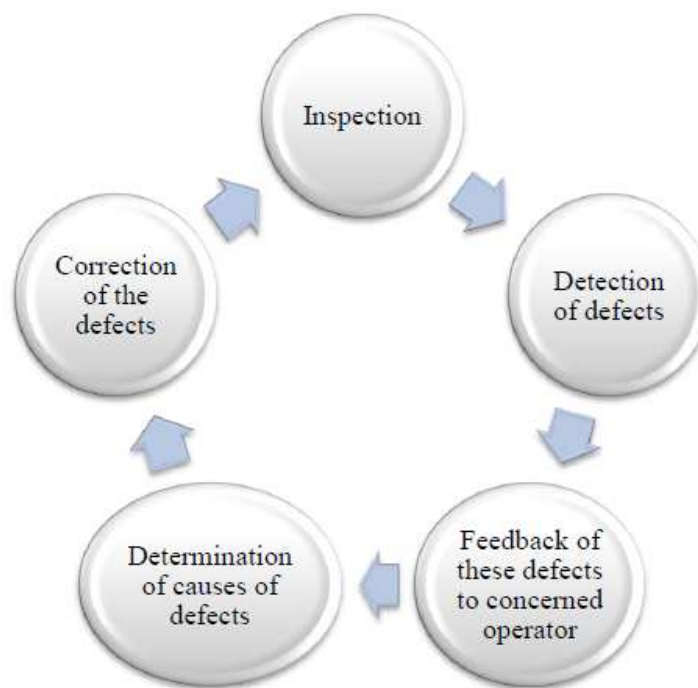 Inspection
Detection
of defects
Feedback of
these defects
to concerned
operator
Determination
of causes of
defects
Correction
of the
defects